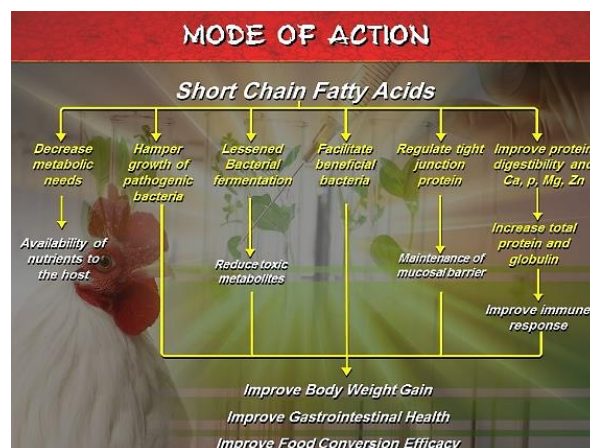 MODE OF ACTION
Short Chain Fatty Acids
Decrease
metabolic
needs
Hamper
growth of
pathogenic
bacteria
Lessened
Bacterial
fermentation
Facilitate
beneficial
bacteria
Regulate tight
junction
protein
Improve protein
digestibility and
Ca, p, Mg, Zn
Availability of
nutrients to
the host
Reduce toxic
metabolites
Maintenance of
mucosal barrier
Increase total
protein and
globulin
Improve immune
response
Improve Body Weight Gain
Improve Gastrointestinal Health
Improve Food Conversion Efficacy